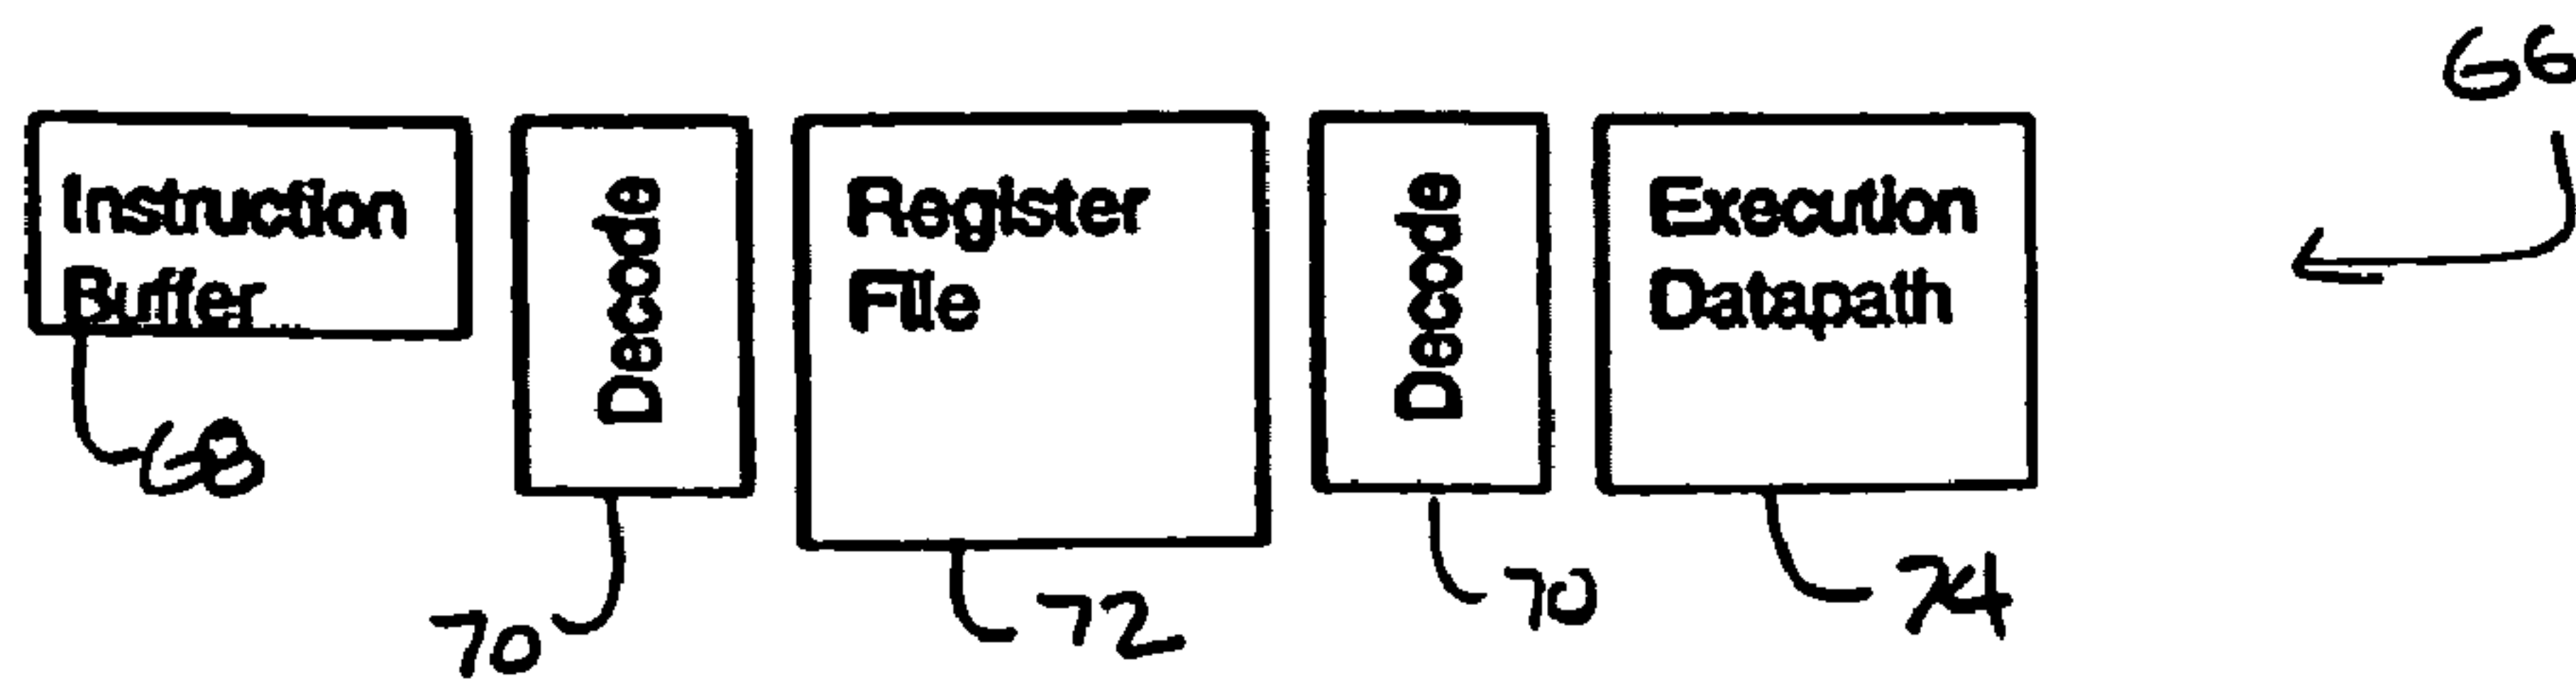 66
Instruction
Buffer
Decode
Register
File
Decode
Execution
Datapath
68
70
72
70
74